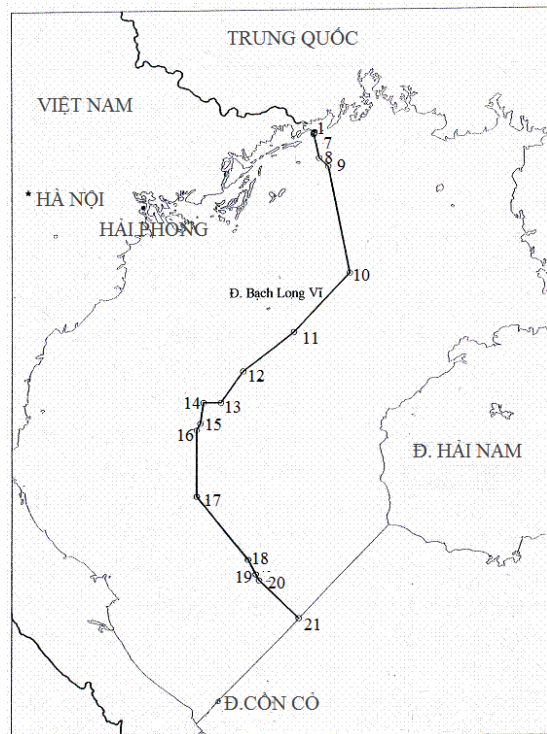 TRUNG QUỐC
VIỆT NAM
1
7
8
9
* HÀ NỘI
HẢI PHÒNG
10
Đ. Bạch Long Vĩ
11
12
14
13
15
16
Đ. HẢI NAM
17
18
19
20
21
Đ.CỒN CỎ